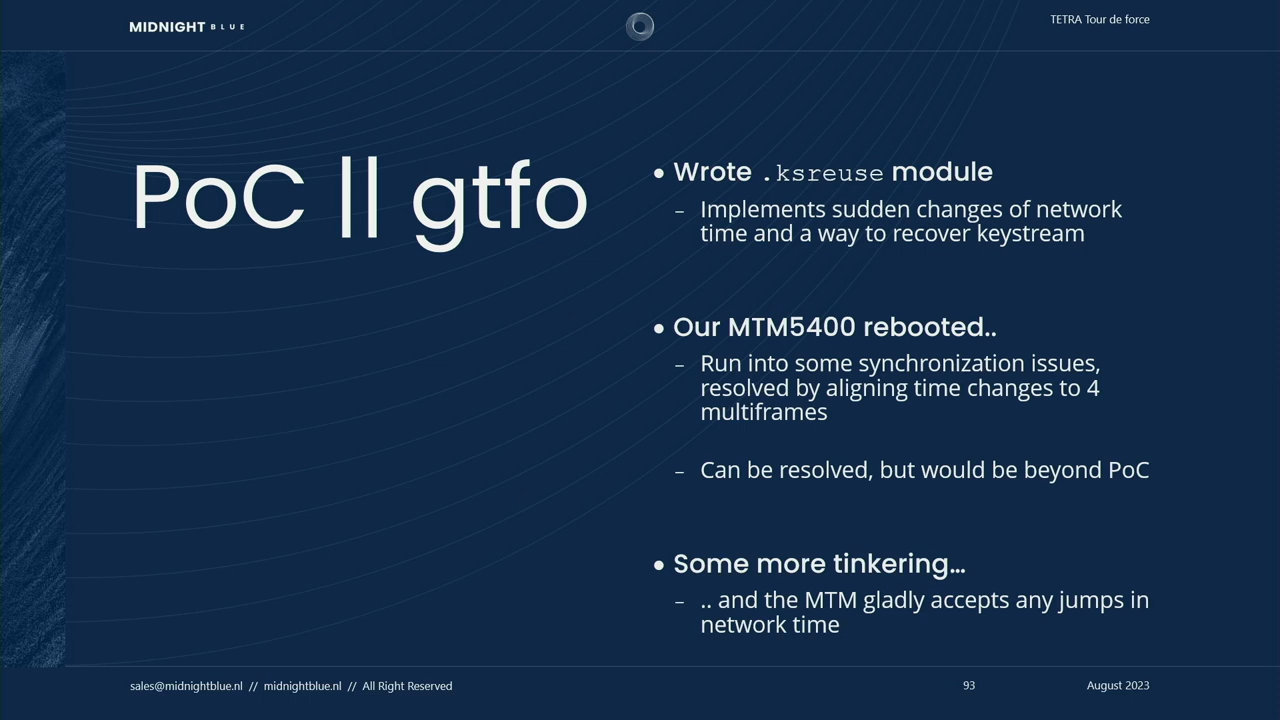 MIDNIGHT BLUE
TETRA Tour de force
PoC || gtfo
• Wrote .ksreuse module
– Implements sudden changes of network
time and a way to recover keystream
• Our MTM5400 rebooted..
– Run into some synchronization issues,
resolved by aligning time changes to 4
multiframes
– Can be resolved, but would be beyond PoC
• Some more tinkering…
– .. and the MTM gladly accepts any jumps in
network time
sales@midnightblue.nl // midnightblue.nl // All Right Reserved
93
August 2023